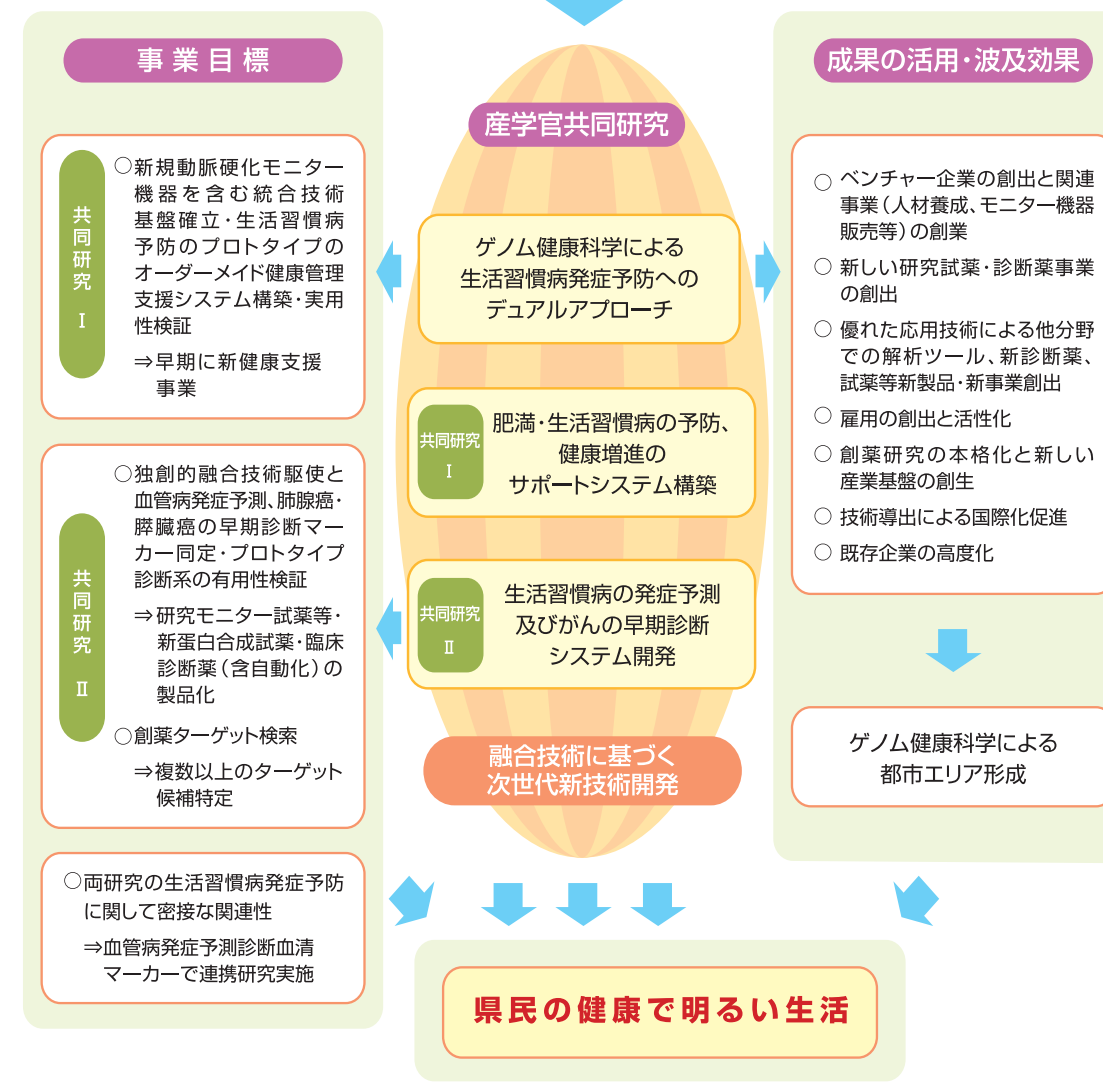 事業目標
共同研究
Ⅰ
○新規動脈硬化モニター
機器を含む統合技術
基盤確立・生活習慣病
予防のプロトタイプの
オーダーメイド健康管理
支援システム構築・実用
性検証
⇒早期に新健康支援
事業
共同研究
Ⅱ
○独創的融合技術駆使と
血管病発症予測、肺腺癌・
膵臓癌の早期診断マー
カー同定・プロトタイプ
診断系の有用性検証
⇒研究モニター試薬等・
新蛋白合成試薬・臨床
診断薬(含自動化)の
製品化
○創薬ターゲット検索
⇒複数以上のターゲット
候補特定
○両研究の生活習慣病発症予防
に関して密接な関連性
⇒血管病発症予測診断血清
マーカーで連携研究実施
産学官共同研究
ゲノム健康科学による
生活習慣病発症予防への
デュアルアプローチ
共同研究
Ⅰ
肥満・生活習慣病の予防、
健康増進の
サポートシステム構築
共同研究
Ⅱ
生活習慣病の発症予測
及びがんの早期診断
システム開発
融合技術に基づく
次世代新技術開発
成果の活用・波及効果
○ ベンチャー企業の創出と関連
事業(人材養成、モニター機器
販売等)の創業
○ 新しい研究試薬・診断薬事業
の創出
○ 優れた応用技術による他分野
での解析ツール、新診断薬、
試薬等新製品・新事業創出
○ 雇用の創出と活性化
○ 創薬研究の本格化と新しい
産業基盤の創生
○ 技術導出による国際化促進
○ 既存企業の高度化
ゲノム健康科学による
都市エリア形成
県民の健康で明るい生活